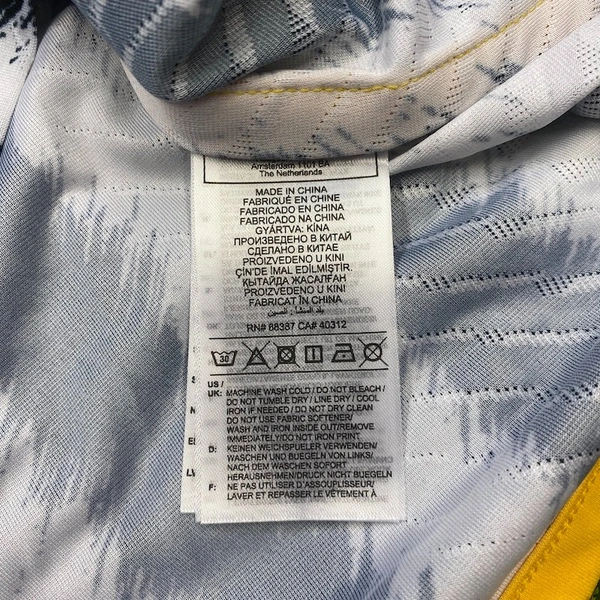 Amsterdam 1101 BA
The Netherlands
MADE IN CHINA
FABRIQUÉ EN CHINE
FABRICADO EN CHINA
FABRICADO NA CHINA
GYÁRTVA: KÍNA
ПРОИЗВЕДЕНО В КИТАЙ
СДЕЛАНО В КИТАЕ
PROIZVEDENO U KINI
ÇİN'DE İMAL EDİLMİŞTİR.
ҚЫТАЙДА ЖАСАЛҒАН
PROIZVEDENO U KINI
FABRICAT ÎN CHINA
بلد المنشأ: الصين
RN# 88387 CA# 40312
30
US /
UK: MACHINE WASH COLD / DO NOT BLEACH /
DO NOT TUMBLE DRY / LINE DRY / COOL
IRON IF NEEDED / DO NOT DRY CLEAN
DO NOT USE FABRIC SOFTENER/
WASH AND IRON INSIDE OUT/REMOVE
IMMEDIATELY/DO NOT IRON PRINT
D: KEINEN WEICHSPUELER VERWENDEN/
WASCHEN UND BUEGELN VON LINKS/
NACH DEM WASCHEN SOFORT
HERAUSNEHMEN/DRUCK NICHT BUEGELN
F: NE PAS UTILISER D'ASSOUPLISSEUR/
LAVER ET REPASSER LE VÊTEMENT À